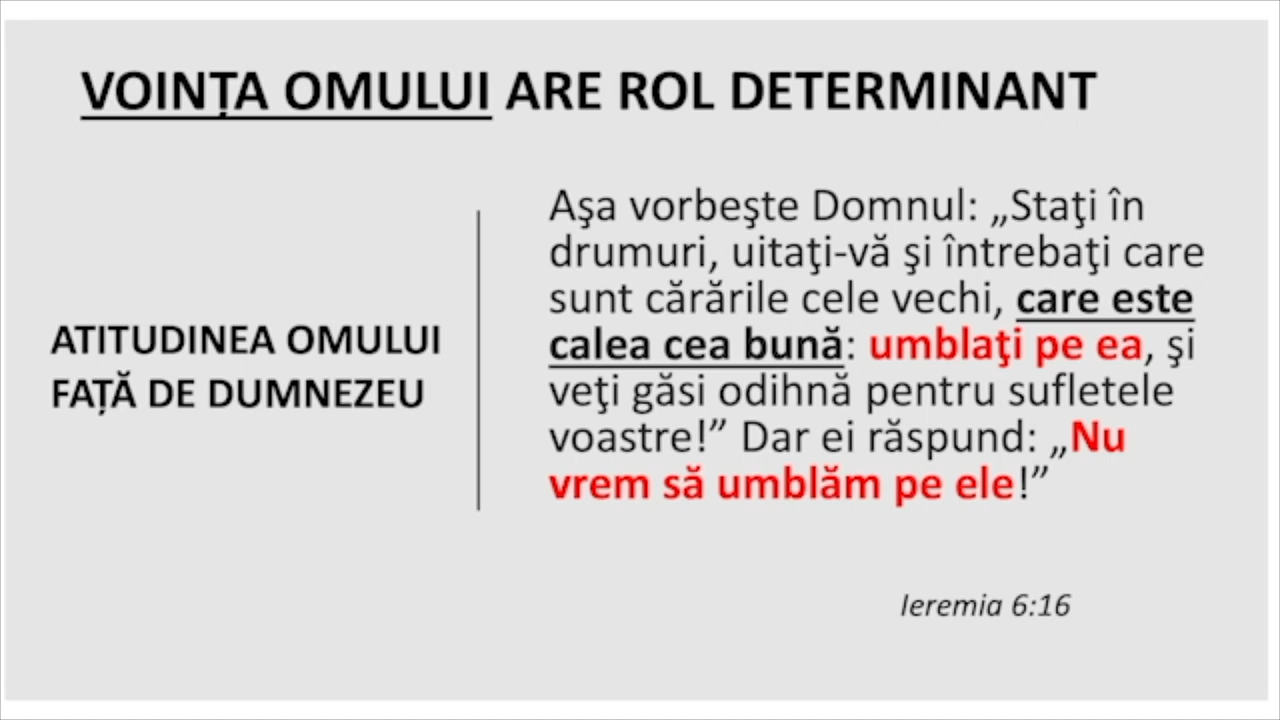 VOINȚA OMULUI ARE ROL DETERMINANT
ATITUDINEA OMULUI
FAȚĂ DE DUMNEZEU
Aşa vorbeşte Domnul: „Staţi în
drumuri, uitaţi-vă şi întrebaţi care
sunt cărările cele vechi, care este
calea cea bună: umblaţi pe ea, şi
veţi găsi odihnă pentru sufletele
voastre!” Dar ei răspund: „Nu
vrem să umblăm pe ele!”
Ieremia 6:16